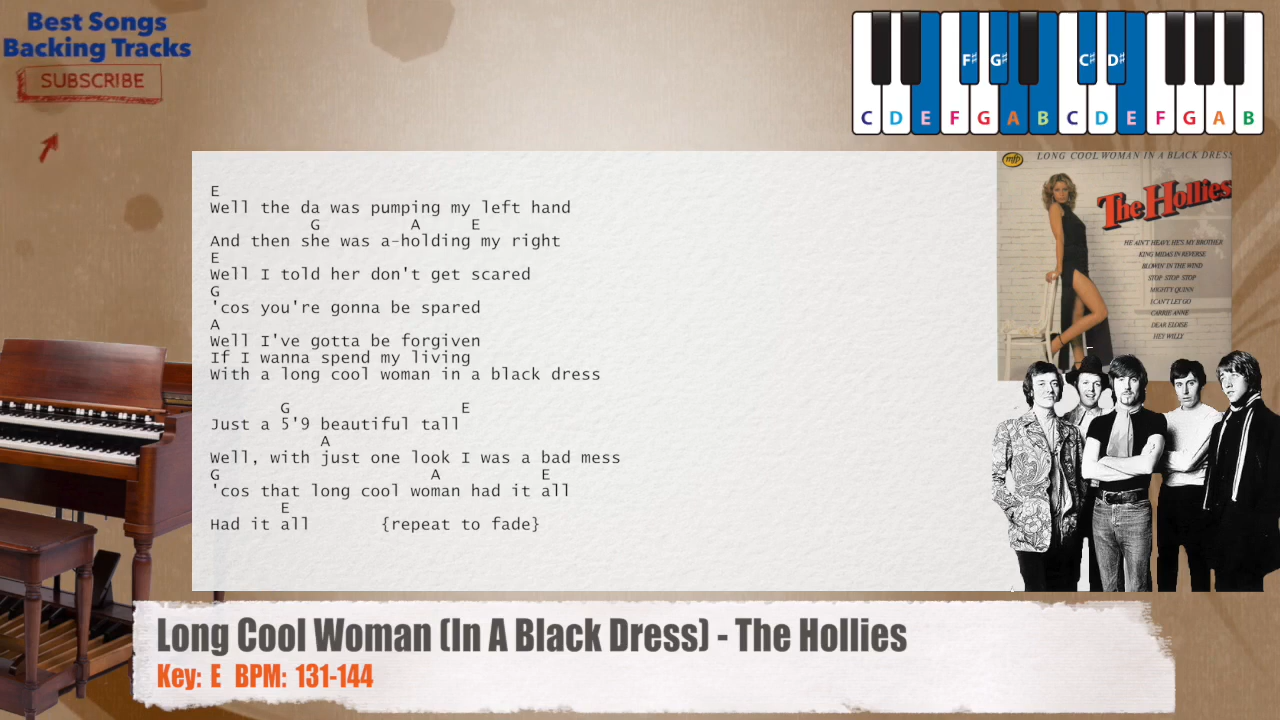 Best Songs
Backing Tracks
SUBSCRIBE
F♯ G♯ C♯ D♯
C D E F G A B C D E F G A B
mfp LONG COOL WOMAN IN A BLACK DRESS
The Hollies
HE AIN'T HEAVY, HE'S MY BROTHER
KING MIDAS IN REVERSE
BLOWIN' IN THE WIND
STOP STOP STOP
MIGHTY QUINN
I CAN'T LET GO
CARRIE ANNE
DEAR ELOISE
HEY WILLY
E
Well the da was pumping my left hand
G A E
And then she was a-holding my right
E
Well I told her don't get scared
G
'cos you're gonna be spared
A
Well I've gotta be forgiven
If I wanna spend my living
With a long cool woman in a black dress
G E
Just a 5'9 beautiful tall
A
Well, with just one look I was a bad mess
G A E
'cos that long cool woman had it all
E
Had it all {repeat to fade}
Long Cool Woman (In A Black Dress) - The Hollies
Key: E BPM: 131-144